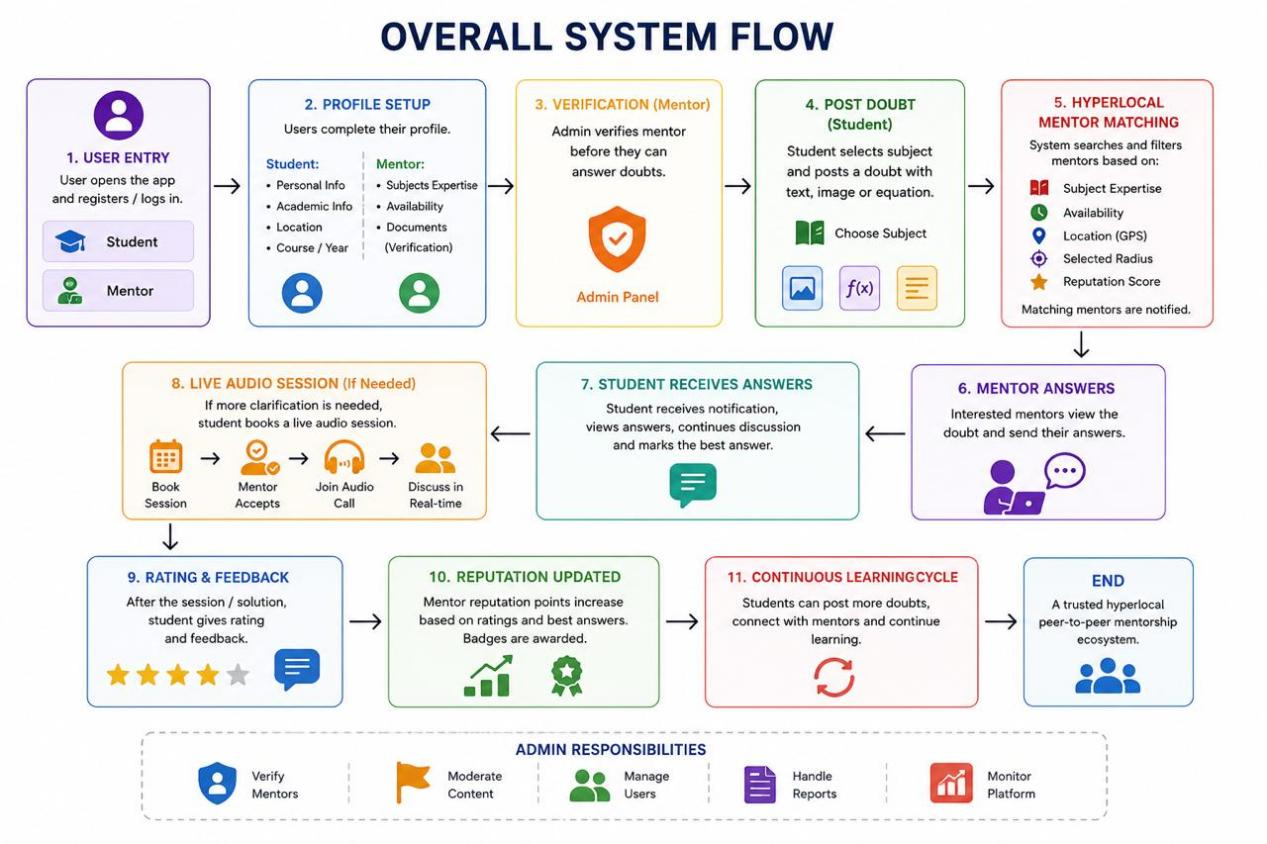 OVERALL SYSTEM FLOW
1. USER ENTRY
User opens the app
and registers / logs in.
Student
Mentor
2. PROFILE SETUP
Users complete their profile.
Student:
• Personal Info
• Academic Info
• Location
• Course / Year
Mentor:
• Subjects Expertise
• Availability
• Documents
(Verification)
3. VERIFICATION (Mentor)
Admin verifies mentor
before they can
answer doubts.
Admin Panel
4. POST DOUBT
(Student)
Student selects subject
and posts a doubt with
text, image or equation.
Choose Subject
f(x)
5. HYPERLOCAL
MENTOR MATCHING
System searches and filters
mentors based on:
Subject Expertise
Availability
Location (GPS)
Selected Radius
Reputation Score
Matching mentors are notified.
6. MENTOR ANSWERS
Interested mentors view the
doubt and send their answers.
7. STUDENT RECEIVES ANSWERS
Student receives notification,
views answers, continues discussion
and marks the best answer.
8. LIVE AUDIO SESSION (If Needed)
If more clarification is needed,
student books a live audio session.
Book
Session
Mentor
Accepts
Join Audio
Call
Discuss in
Real-time
9. RATING & FEEDBACK
After the session / solution,
student gives rating
and feedback.
10. REPUTATION UPDATED
Mentor reputation points increase
based on ratings and best answers.
Badges are awarded.
11. CONTINUOUS LEARNING CYCLE
Students can post more doubts,
connect with mentors and continue
learning.
END
A trusted hyperlocal
peer-to-peer mentorship
ecosystem.
ADMIN RESPONSIBILITIES
Verify
Mentors
Moderate
Content
Manage
Users
Handle
Reports
Monitor
Platform